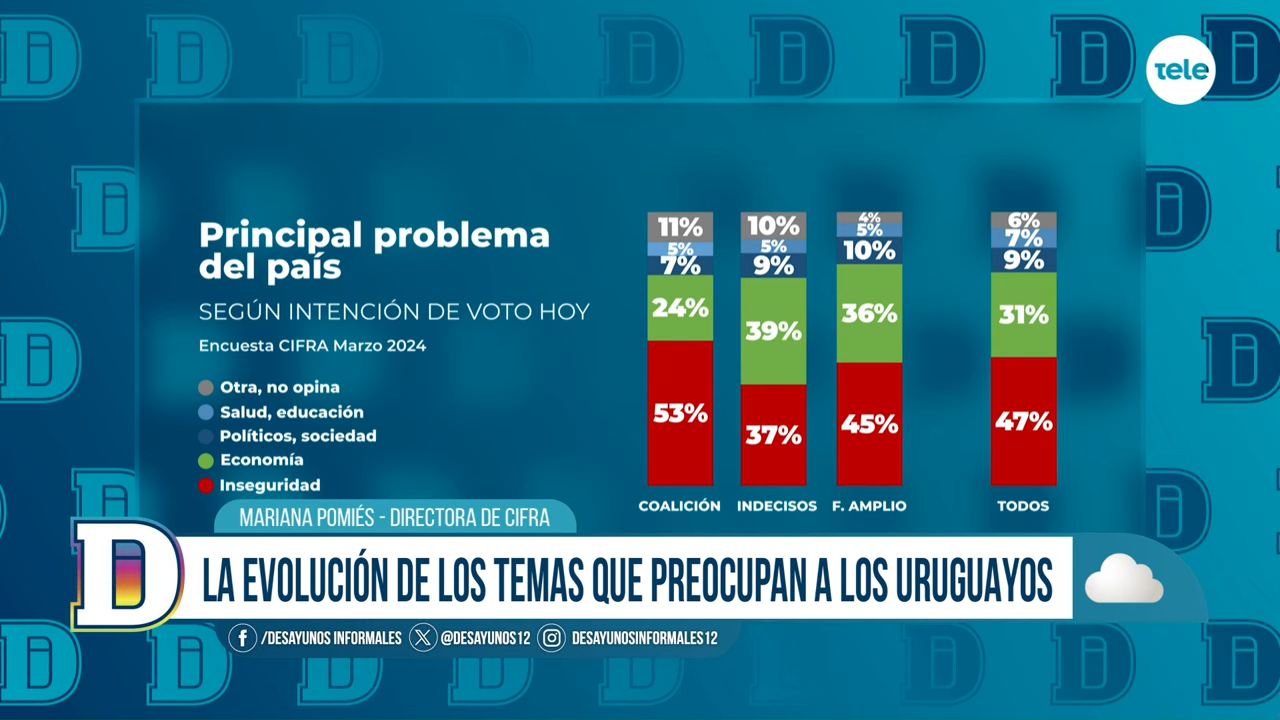 tele
Principal problema
del país
SEGÚN INTENCIÓN DE VOTO HOY
Encuesta CIFRA Marzo 2024
Otra, no opina
Salud, educación
Políticos, sociedad
Economía
Inseguridad
11% 10% 4% 6%
5% 5% 5% 7%
7% 9% 10% 9%
24% 39% 36% 31%
53% 37% 45% 47%
COALICIÓN INDECISOS F. AMPLIO TODOS
MARIANA POMIÉS - DIRECTORA DE CIFRA
D LA EVOLUCIÓN DE LOS TEMAS QUE PREOCUPAN A LOS URUGUAYOS
/DESAYUNOS INFORMALES @DESAYUNOS12 DESAYUNOSINFORMALES12